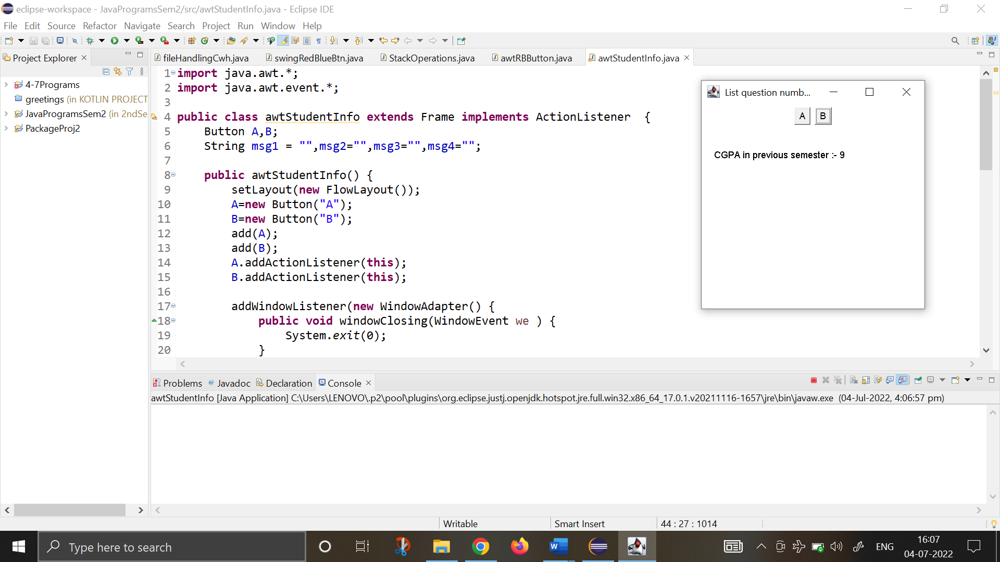 eclipse-workspace - JavaProgramsSem2/src/awtStudentInfo.java - Eclipse IDE
File Edit Source Refactor Navigate Search Project Run Window Help
Project Explorer
4-7Programs
greetings (in KOTLIN PROJECT
JavaProgramsSem2 (in 2ndSe
PackageProj2
fileHandlingCwh.java swingRedBlueBtn.java StackOperations.java awtRBButton.java awtStudentInfo.java
1 import java.awt.*;
2 import java.awt.event.*;
3
4 public class awtStudentInfo extends Frame implements ActionListener {
5 Button A,B;
6 String msg1 = "",msg2="",msg3="",msg4="";
7
8 public awtStudentInfo() {
9 setLayout(new FlowLayout());
10 A=new Button("A");
11 B=new Button("B");
12 add(A);
13 add(B);
14 A.addActionListener(this);
15 B.addActionListener(this);
16
17 addWindowListener(new WindowAdapter() {
18 public void windowClosing(WindowEvent we ) {
19 System.exit(0);
20 }
List question numb...
A B
CGPA in previous semester :- 9
Problems @ Javadoc Declaration Console
awtStudentInfo [Java Application] C:\Users\LENOVO\.p2\pool\plugins\org.eclipse.justj.openjdk.hotspot.jre.full.win32.x86_64_17.0.1.v20211116-1657\jre\bin\javaw.exe (04-Jul-2022, 4:06:57 pm)
Writable Smart Insert 44 : 27 : 1014
Type here to search
ENG
16:07
04-07-2022